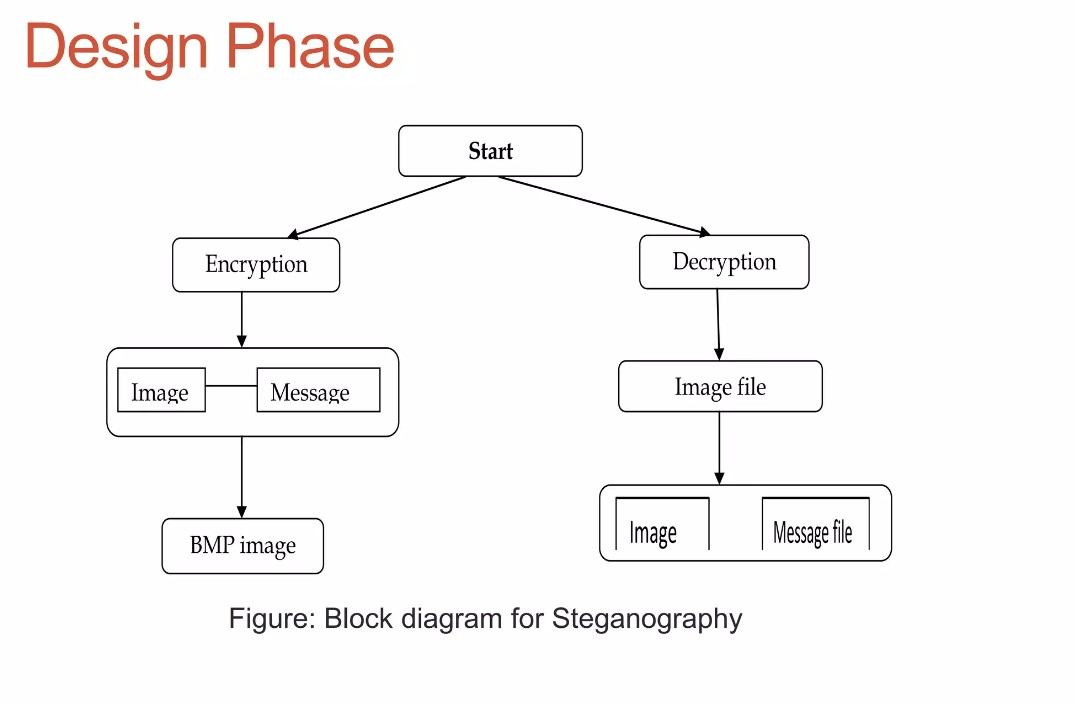 Design Phase
Start
Encryption
Decryption
Image
Message
Image file
BMP image
Image
Message file
Figure: Block diagram for Steganography